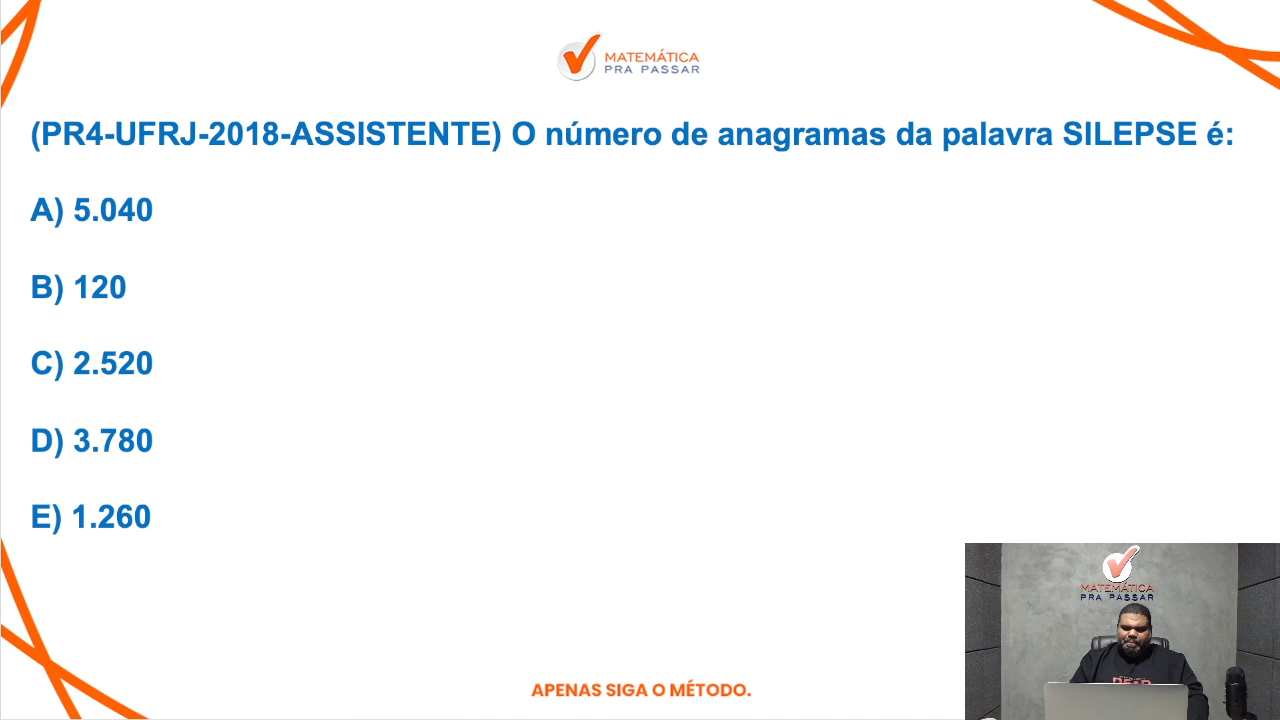 MATEMÁTICA
PRA PASSAR
(PR4-UFRJ-2018-ASSISTENTE) O número de anagramas da palavra SILEPSE é:
A) 5.040
B) 120
C) 2.520
D) 3.780
E) 1.260
MATEMÁTICA
PRA PASSAR
APENAS SIGA O MÉTODO.